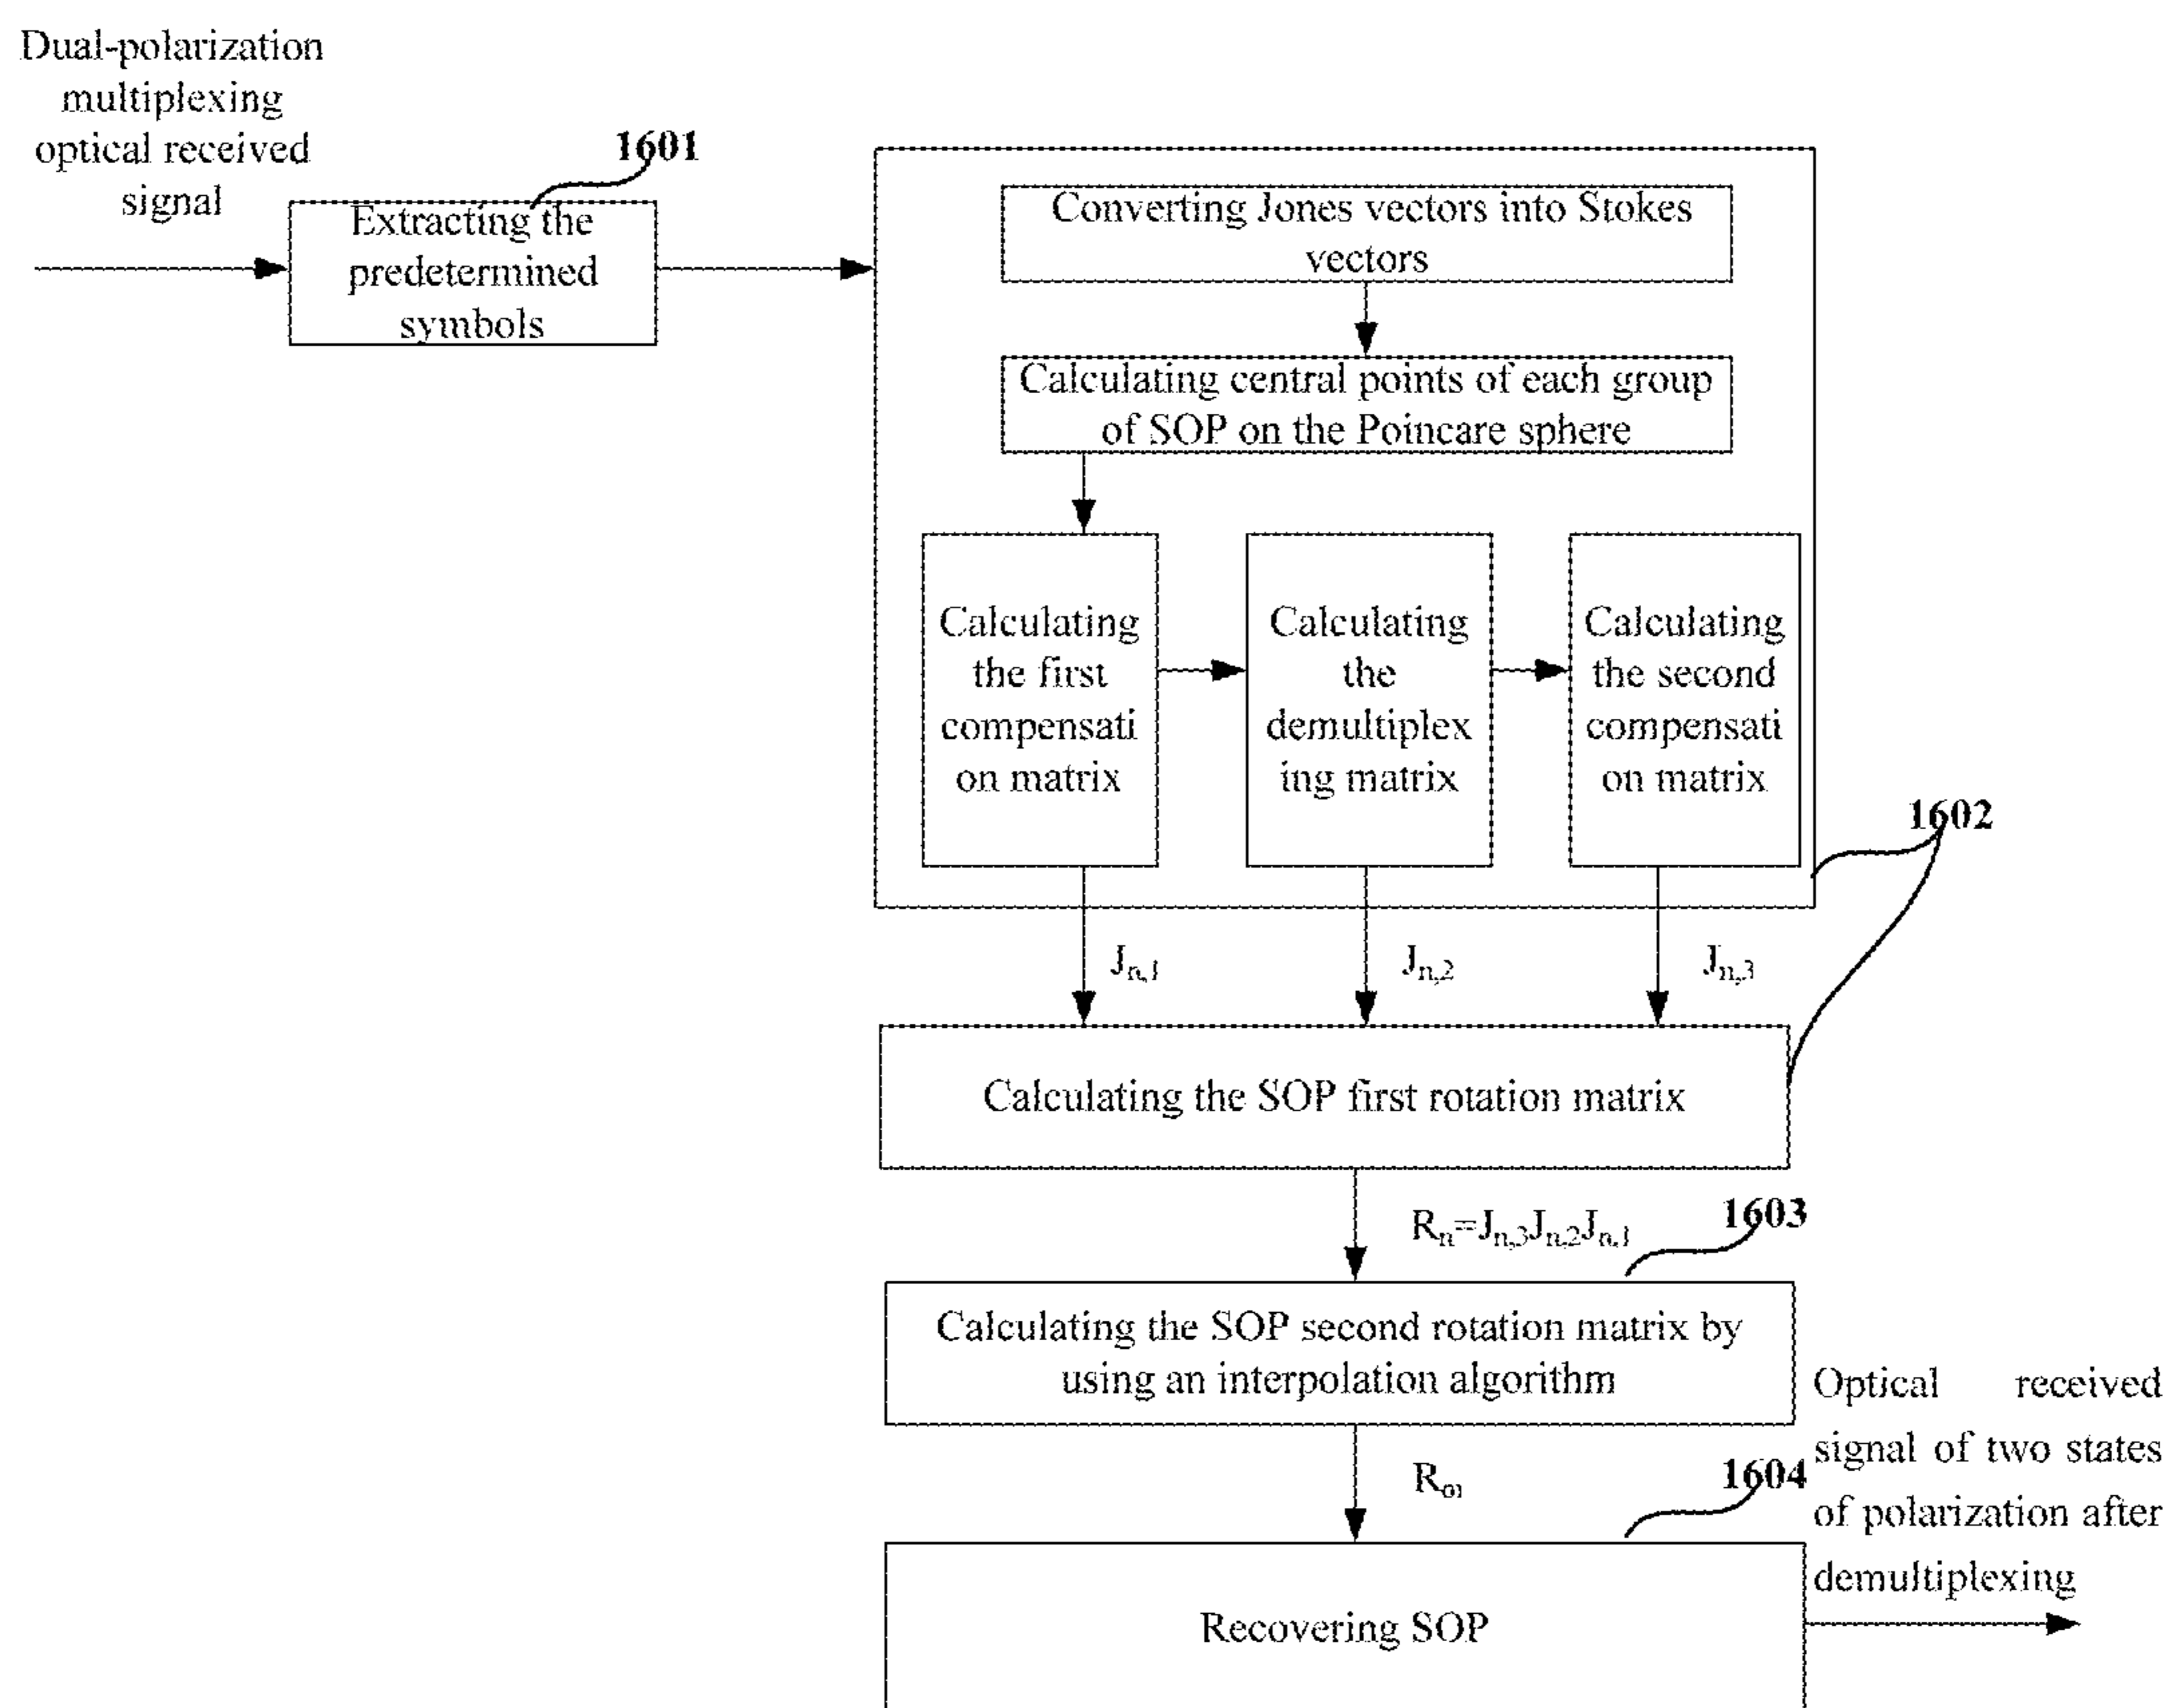 Dual-polarization
multiplexing
optical received
signal
1601
Extracting the
predetermined
symbols
Converting Jones vectors into Stokes
vectors
Calculating central points of each group
of SOP on the Poincare sphere
Calculating
the first
compensati
on matrix
Calculating
the
demultiplex
ing matrix
Calculating
the second
compensati
on matrix
1602
Jn,1
Jn,2
Jn,3
Calculating the SOP first rotation matrix
Rn=Jn,3Jn,2Jn,1
1603
Calculating the SOP second rotation matrix by
using an interpolation algorithm
Rω
1604
Optical received
signal of two states
of polarization after
demultiplexing
Recovering SOP